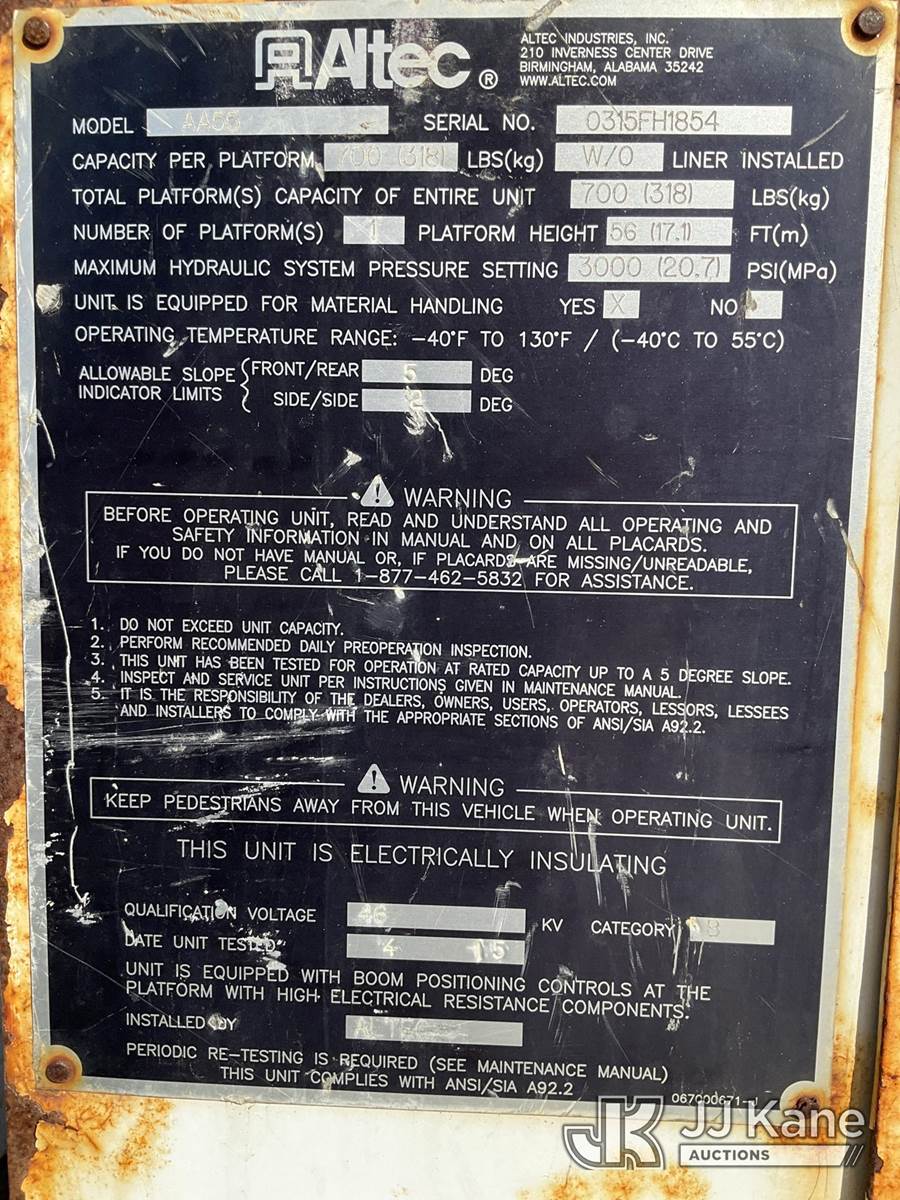 Altec ®
ALTEC INDUSTRIES, INC.
210 INVERNESS CENTER DRIVE
BIRMINGHAM, ALABAMA 35242
WWW.ALTEC.COM
MODEL AA55 SERIAL NO. 0315FH1854
CAPACITY PER PLATFORM 700 (318) LBS(kg) W/O LINER INSTALLED
TOTAL PLATFORM(S) CAPACITY OF ENTIRE UNIT 700 (318) LBS(kg)
NUMBER OF PLATFORM(S) 1 PLATFORM HEIGHT 56 (17.1) FT(m)
MAXIMUM HYDRAULIC SYSTEM PRESSURE SETTING 3000 (20.7) PSI(MPa)
UNIT IS EQUIPPED FOR MATERIAL HANDLING YES X NO
OPERATING TEMPERATURE RANGE: -40°F TO 130°F / (-40°C TO 55°C)
ALLOWABLE SLOPE INDICATOR LIMITS { FRONT/REAR 5 DEG
SIDE/SIDE DEG
⚠ WARNING
BEFORE OPERATING UNIT, READ AND UNDERSTAND ALL OPERATING AND
SAFETY INFORMATION IN MANUAL AND ON ALL PLACARDS.
IF YOU DO NOT HAVE MANUAL OR, IF PLACARDS ARE MISSING/UNREADABLE,
PLEASE CALL 1-877-462-5832 FOR ASSISTANCE.
1. DO NOT EXCEED UNIT CAPACITY.
2. PERFORM RECOMMENDED DAILY PREOPERATION INSPECTION.
3. THIS UNIT HAS BEEN TESTED FOR OPERATION AT RATED CAPACITY UP TO A 5 DEGREE SLOPE.
4. INSPECT AND SERVICE UNIT PER INSTRUCTIONS GIVEN IN MAINTENANCE MANUAL.
5. IT IS THE RESPONSIBILITY OF THE DEALERS, OWNERS, USERS, OPERATORS, LESSORS, LESSEES
AND INSTALLERS TO COMPLY WITH THE APPROPRIATE SECTIONS OF ANSI/SIA A92.2.
⚠ WARNING
KEEP PEDESTRIANS AWAY FROM THIS VEHICLE WHEN OPERATING UNIT.
THIS UNIT IS ELECTRICALLY INSULATING
QUALIFICATION VOLTAGE 46 KV CATEGORY B
DATE UNIT TESTED 4 15
UNIT IS EQUIPPED WITH BOOM POSITIONING CONTROLS AT THE
PLATFORM WITH HIGH ELECTRICAL RESISTANCE COMPONENTS.
INSTALLED BY
PERIODIC RE-TESTING IS REQUIRED (SEE MAINTENANCE MANUAL)
THIS UNIT COMPLIES WITH ANSI/SIA A92.2
067000671-J
JK JJ Kane
AUCTIONS